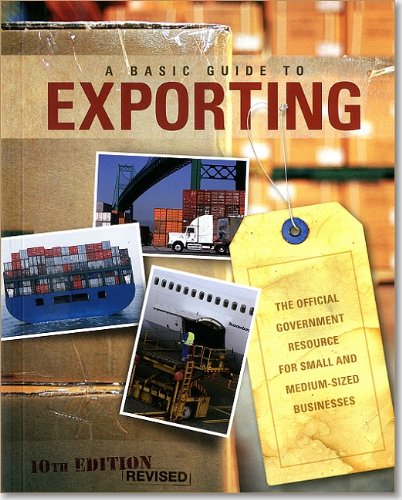 A BASIC GUIDE TO
EXPORTING
THE OFFICIAL
GOVERNMENT
RESOURCE
FOR SMALL AND
MEDIUM-SIZED
BUSINESSES
10TH EDITION
REVISED